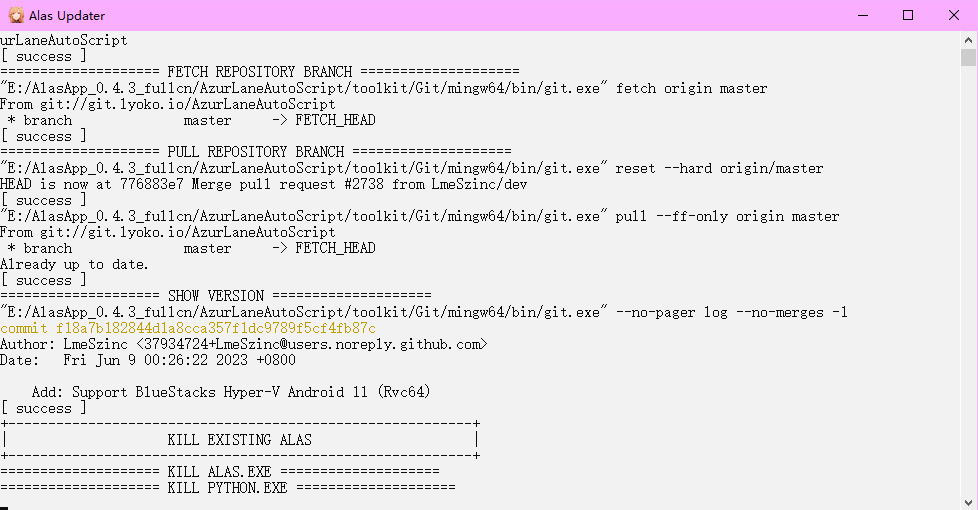 Alas Updater
urLaneAutoScript
[ success ]
==================== FETCH REPOSITORY BRANCH ====================
"E:/AlasApp_0.4.3_fullcn/AzurLaneAutoScript/toolkit/Git/mingw64/bin/git.exe" fetch origin master
From git://git.lyoko.io/AzurLaneAutoScript
 * branch              master     -> FETCH_HEAD
[ success ]
==================== PULL REPOSITORY BRANCH ====================
"E:/AlasApp_0.4.3_fullcn/AzurLaneAutoScript/toolkit/Git/mingw64/bin/git.exe" reset --hard origin/master
HEAD is now at 776883e7 Merge pull request #2738 from LmeSzinc/dev
[ success ]
"E:/AlasApp_0.4.3_fullcn/AzurLaneAutoScript/toolkit/Git/mingw64/bin/git.exe" pull --ff-only origin master
From git://git.lyoko.io/AzurLaneAutoScript
 * branch              master     -> FETCH_HEAD
Already up to date.
[ success ]
==================== SHOW VERSION ====================
"E:/AlasApp_0.4.3_fullcn/AzurLaneAutoScript/toolkit/Git/mingw64/bin/git.exe" --no-pager log --no-merges -1
commit f18a7b182844d1a8cca357f1dc9789f5cf4fb87c
Author: LmeSzinc <37934724+LmeSzinc@users.noreply.github.com>
Date:   Fri Jun 9 00:26:22 2023 +0800
    Add: Support BlueStacks Hyper-V Android 11 (Rvc64)
[ success ]
+----------------------------------------------------------+
|                    KILL EXISTING ALAS                    |
+----------------------------------------------------------+
==================== KILL ALAS.EXE ====================
==================== KILL PYTHON.EXE ====================